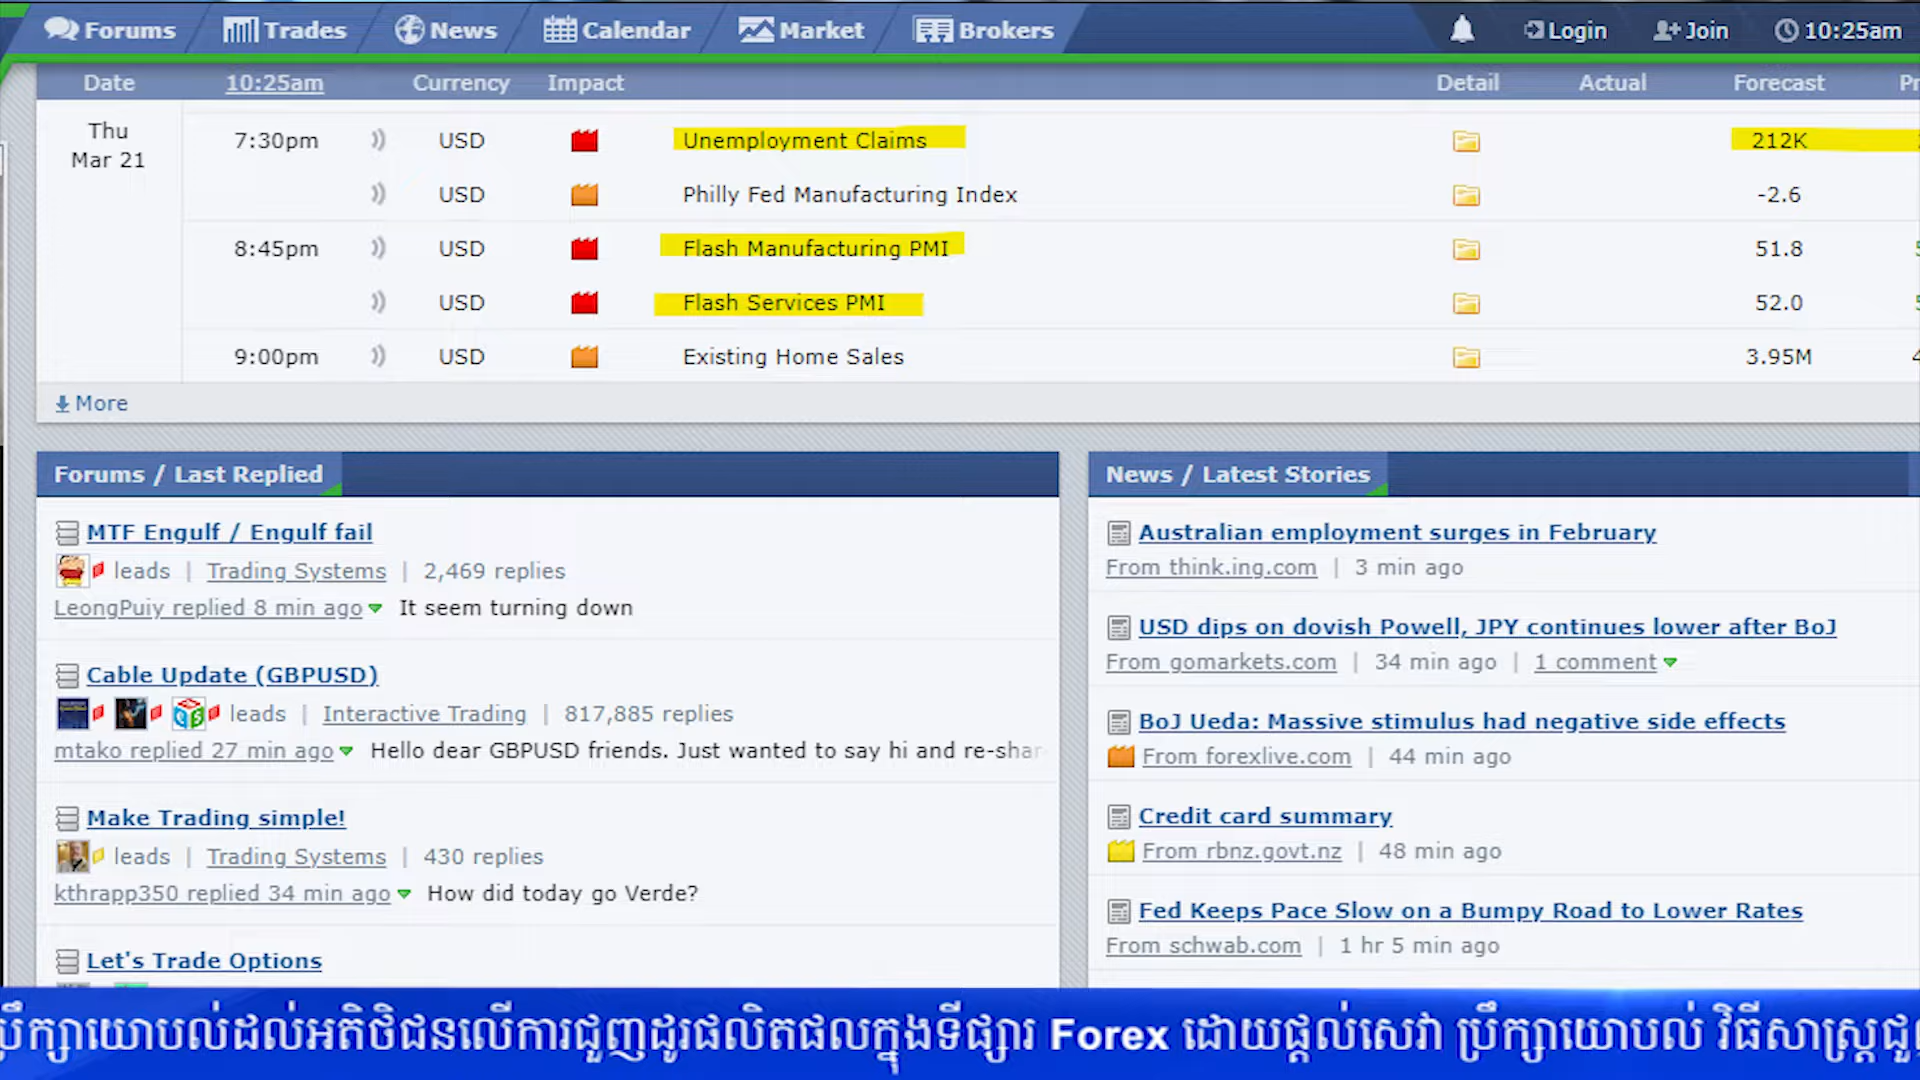 Forums Trades News Calendar Market Brokers Login Join 10:25am
Date 10:25am Currency Impact Detail Actual Forecast
Thu
Mar 21
7:30pm USD Unemployment Claims 212K
USD Philly Fed Manufacturing Index -2.6
8:45pm USD Flash Manufacturing PMI 51.8
USD Flash Services PMI 52.0
9:00pm USD Existing Home Sales 3.95M
More
Forums / Last Replied
MTF Engulf / Engulf fail
leads | Trading Systems | 2,469 replies
LeongPuiy replied 8 min ago It seem turning down
Cable Update (GBPUSD)
leads | Interactive Trading | 817,885 replies
mtako replied 27 min ago Hello dear GBPUSD friends. Just wanted to say hi and re-shar
Make Trading simple!
leads | Trading Systems | 430 replies
kthrapp350 replied 34 min ago How did today go Verde?
Let's Trade Options
News / Latest Stories
Australian employment surges in February
From think.ing.com | 3 min ago
USD dips on dovish Powell, JPY continues lower after BoJ
From gomarkets.com | 34 min ago | 1 comment
BoJ Ueda: Massive stimulus had negative side effects
From forexlive.com | 44 min ago
Credit card summary
From rbnz.govt.nz | 48 min ago
Fed Keeps Pace Slow on a Bumpy Road to Lower Rates
From schwab.com | 1 hr 5 min ago
ប្រឹក្សាយោបល់ដល់អតិថិជនលើការជួញដូរផលិតផលក្នុងទីផ្សារ Forex ដោយផ្តល់សេវា ប្រឹក្សាយោបល់ វិធីសាស្រ្តជួ